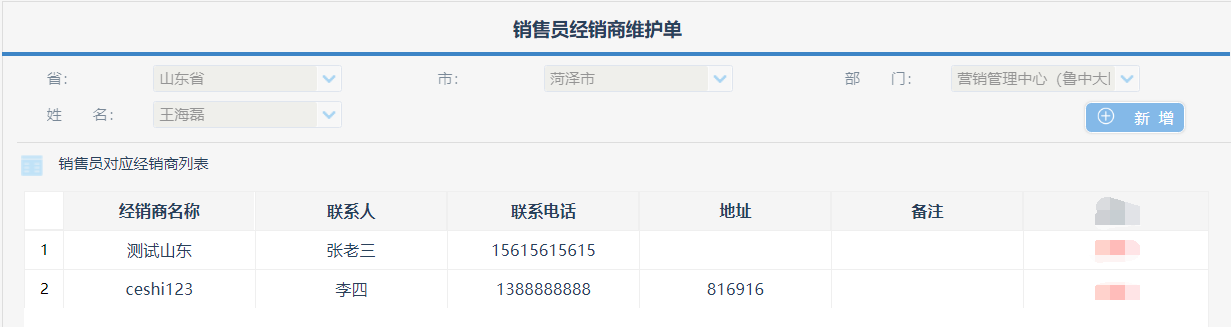 销售员经销商维护单
省： 山东省 市： 菏泽市 部 门： 营销管理中心（鲁中大
姓 名： 王海磊 新 增
销售员对应经销商列表
经销商名称 联系人 联系电话 地址 备注
1 测试山东 张老三 15615615615
2 ceshi123 李四 1388888888 816916